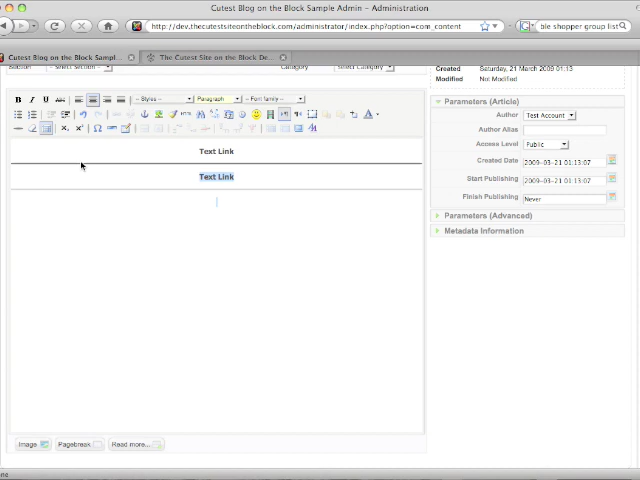 Cutest Blog on the Block Sample Admin - Administration
http://dev.thecutestsiteontheblock.com/administrator/index.php?option=com_content
ble shopper group list
Cutest Blog on the Block Sampl...
The Cutest Site on the Block De...
Section
-- Select Section --
Category
Select Category
Created
Saturday, 21 March 2009 01:13
Modified
Not Modified
B I U ABC
-- Styles --
Paragraph
-- Font family --
Text Link
Text Link
Image
Pagebreak
Read more...
Parameters (Article)
Author
Test Account
Author Alias
Access Level
Public
Created Date
2009-03-21 01:13:07
Start Publishing
2009-03-21 01:13:07
Finish Publishing
Never
Parameters (Advanced)
Metadata Information